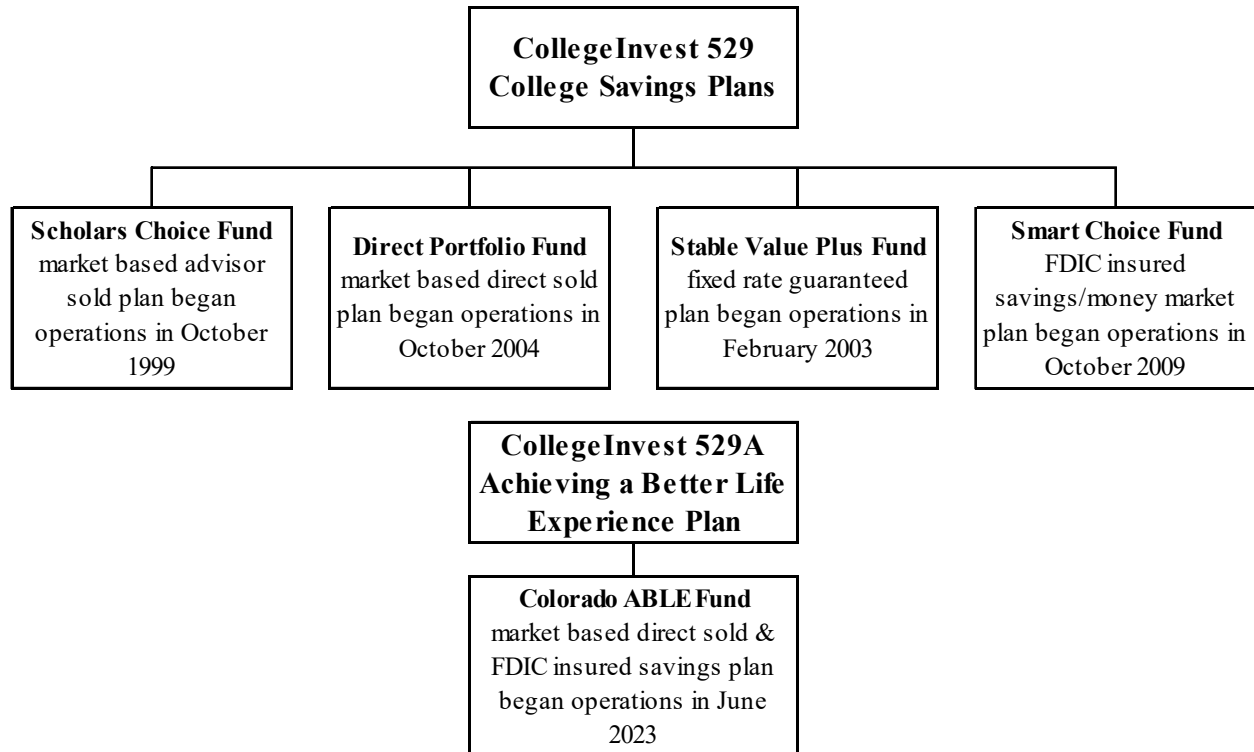 CollegeInvest 529
College Savings Plans
Scholars Choice Fund
market based advisor
sold plan began
operations in October
1999
Direct Portfolio Fund
market based direct sold
plan began operations in
October 2004
Stable Value Plus Fund
fixed rate guaranteed
plan began operations in
February 2003
Smart Choice Fund
FDIC insured
savings/money market
plan began operations in
October 2009
CollegeInvest 529A
Achieving a Better Life
Experience Plan
Colorado ABLE Fund
market based direct sold &
FDIC insured savings plan
began operations in June
2023